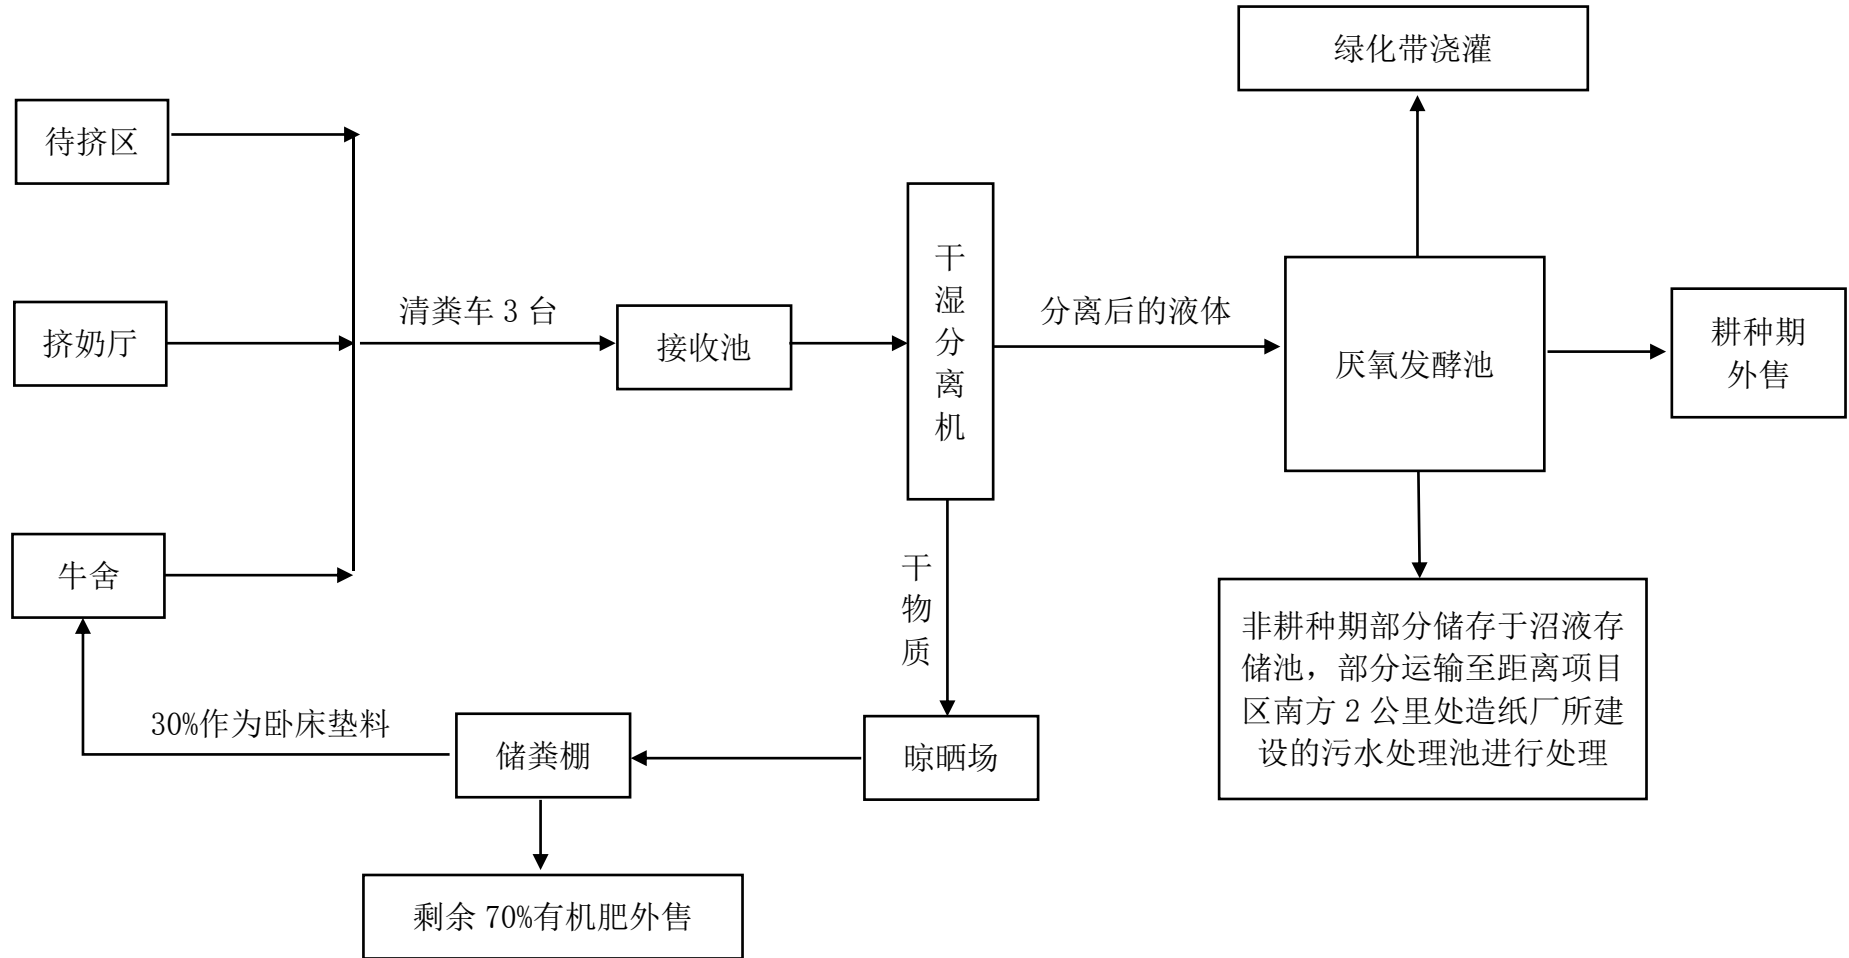 绿化带浇灌
待挤区
挤奶厅
清粪车 3 台
接收池
干
湿
分
离
机
分离后的液体
厌氧发酵池
耕种期
外售
牛舍
干
物
质
非耕种期部分储存于沼液存
储池，部分运输至距离项目
区南方 2 公里处造纸厂所建
设的污水处理池进行处理
30%作为卧床垫料
储粪棚
晾晒场
剩余 70%有机肥外售